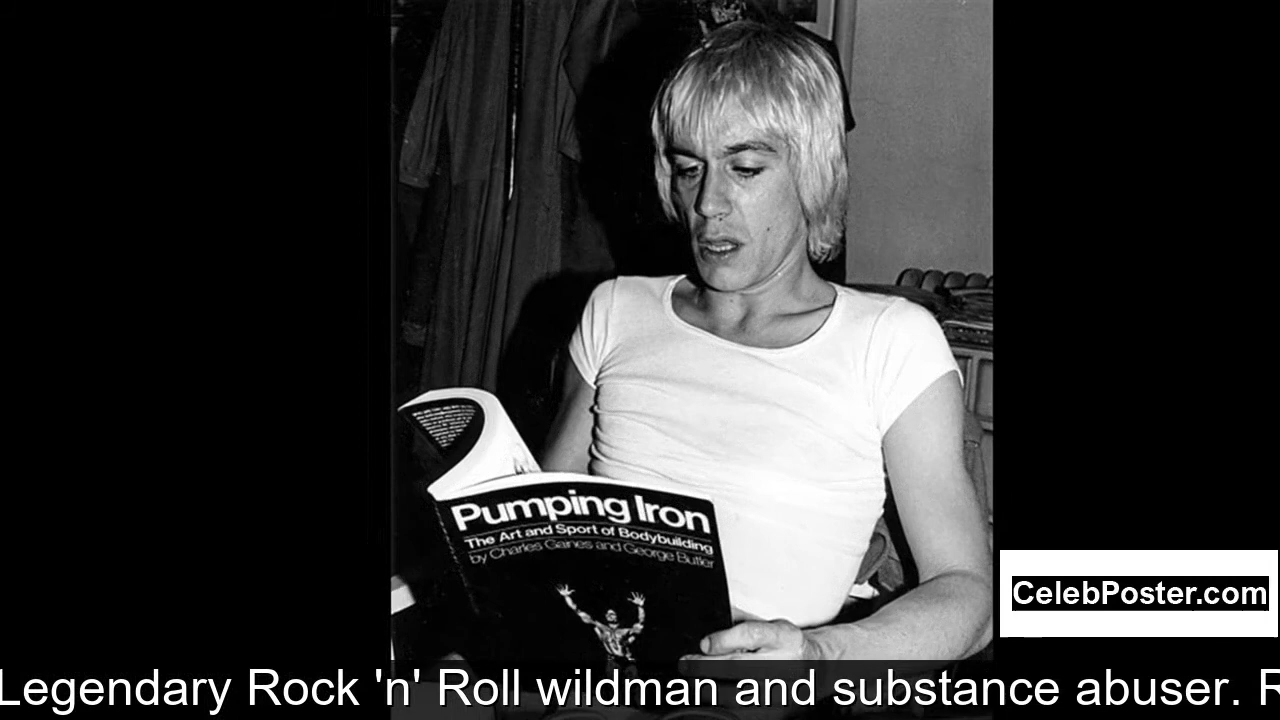 Pumping Iron
The Art and Sport of Bodybuilding
by Charles Gaines and George Butler
CelebPoster.com
Legendary Rock 'n' Roll wildman and substance abuser. R